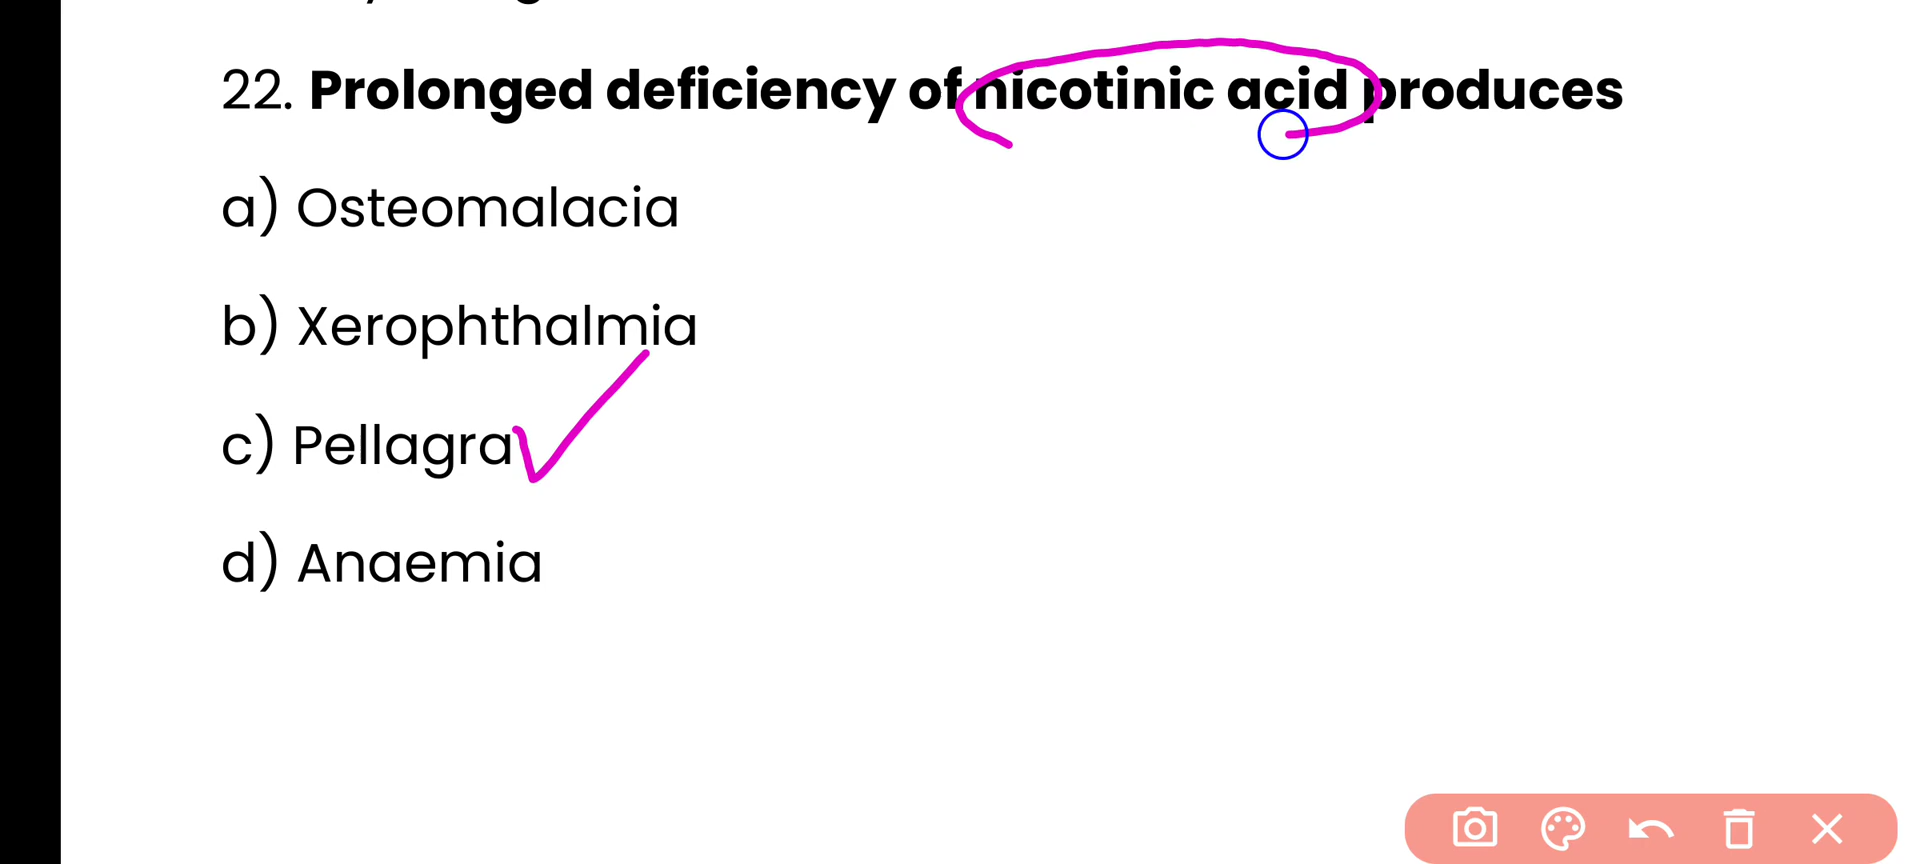 22. Prolonged deficiency of nicotinic acid produces
a) Osteomalacia
b) Xerophthalmia
c) Pellagra
d) Anaemia